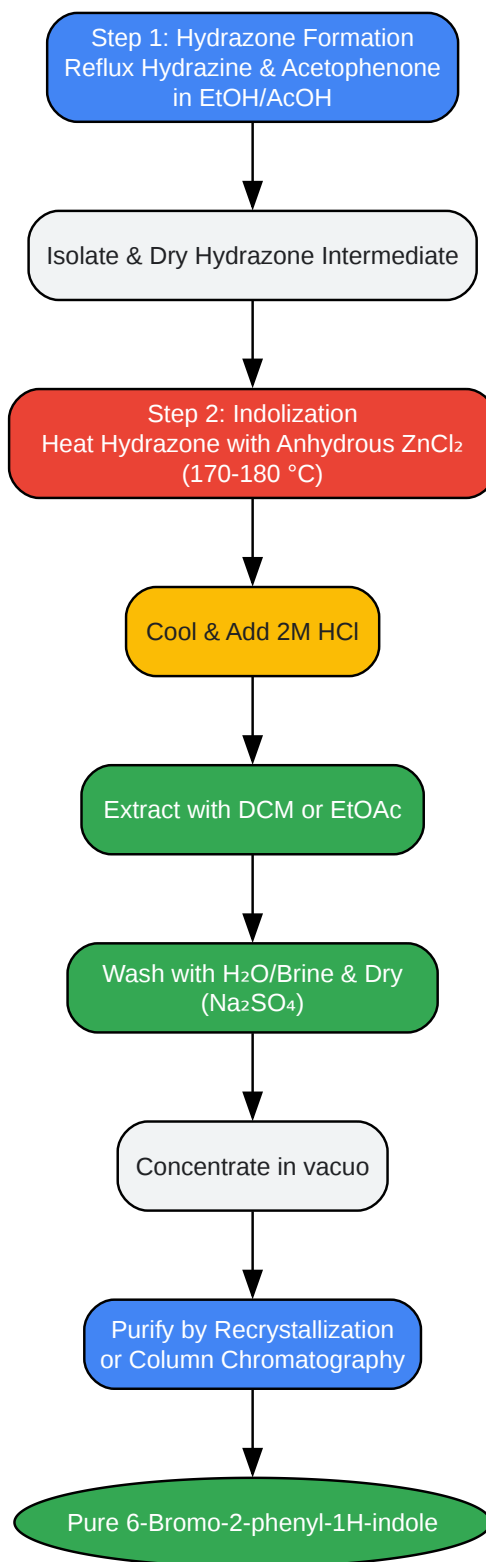 Step 1: Hydrazone Formation
Reflux Hydrazine & Acetophenone
in EtOH/AcOH
Isolate & Dry Hydrazone Intermediate
Step 2: Indolization
Heat Hydrazone with Anhydrous ZnCl₂
(170-180 °C)
Cool & Add 2M HCl
Extract with DCM or EtOAc
Wash with H₂O/Brine & Dry
(Na₂SO₄)
Concentrate in vacuo
Purify by Recrystallization
or Column Chromatography
Pure 6-Bromo-2-phenyl-1H-indole